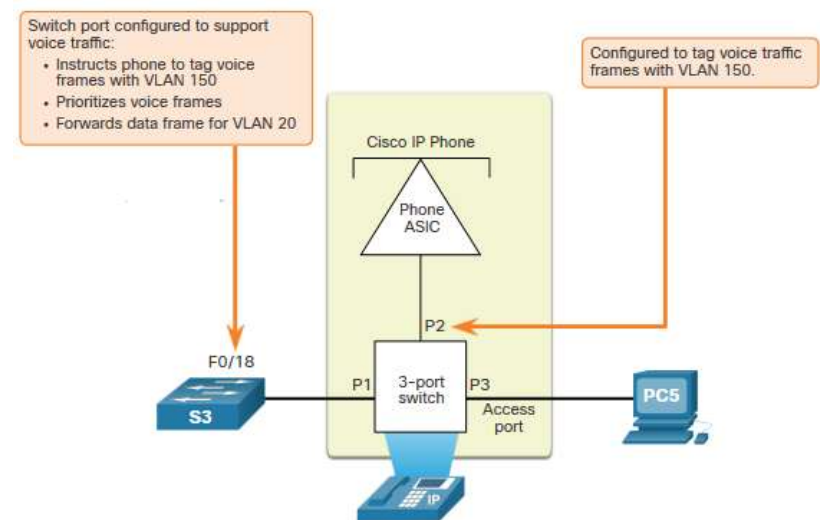 Switch port configured to support
voice traffic:
• Instructs phone to tag voice
frames with VLAN 150
• Prioritizes voice frames
• Forwards data frame for VLAN 20
Configured to tag voice traffic
frames with VLAN 150.
Cisco IP Phone
Phone
ASIC
P2
F0/18
P1
3-port
switch
P3
Access
port
S3
PC5
IP